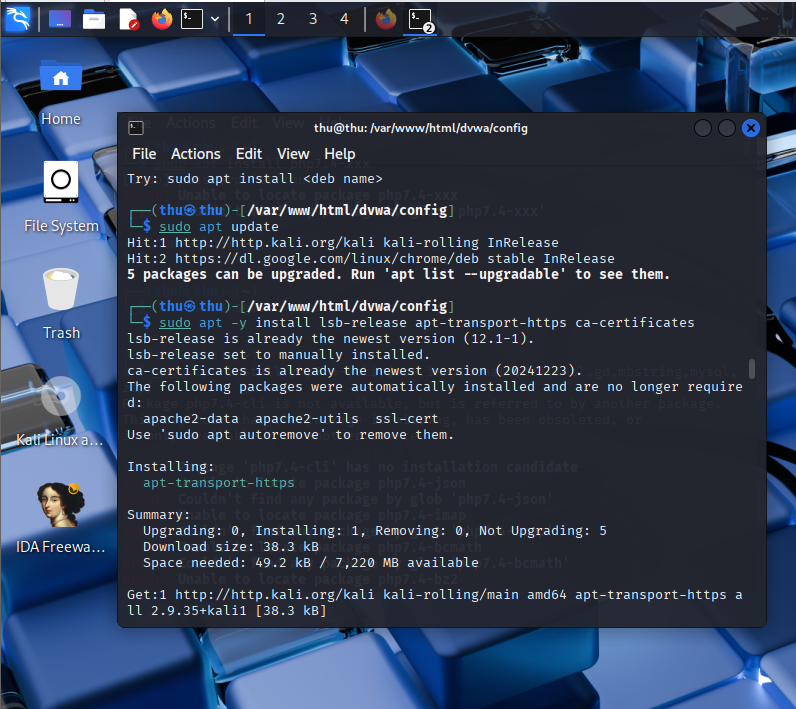 1 2 3 4
2
Home
File System
Trash
Kali Linux a...
IDA Freewa...
thu@thu: /var/www/html/dvwa/config
File Actions Edit View Help
Try: sudo apt install <deb name>
┌──(thu㉿thu)-[/var/www/html/dvwa/config]
└─$ sudo apt update
Hit:1 http://http.kali.org/kali kali-rolling InRelease
Hit:2 https://dl.google.com/linux/chrome/deb stable InRelease
5 packages can be upgraded. Run 'apt list --upgradable' to see them.
┌──(thu㉿thu)-[/var/www/html/dvwa/config]
└─$ sudo apt -y install lsb-release apt-transport-https ca-certificates
lsb-release is already the newest version (12.1-1).
lsb-release set to manually installed.
ca-certificates is already the newest version (20241223).
The following packages were automatically installed and are no longer require
d:
apache2-data apache2-utils ssl-cert
Use 'sudo apt autoremove' to remove them.
Installing:
apt-transport-https
Summary:
Upgrading: 0, Installing: 1, Removing: 0, Not Upgrading: 5
Download size: 38.3 kB
Space needed: 49.2 kB / 7,220 MB available
Get:1 http://http.kali.org/kali kali-rolling/main amd64 apt-transport-https a
ll 2.9.35+kali1 [38.3 kB]